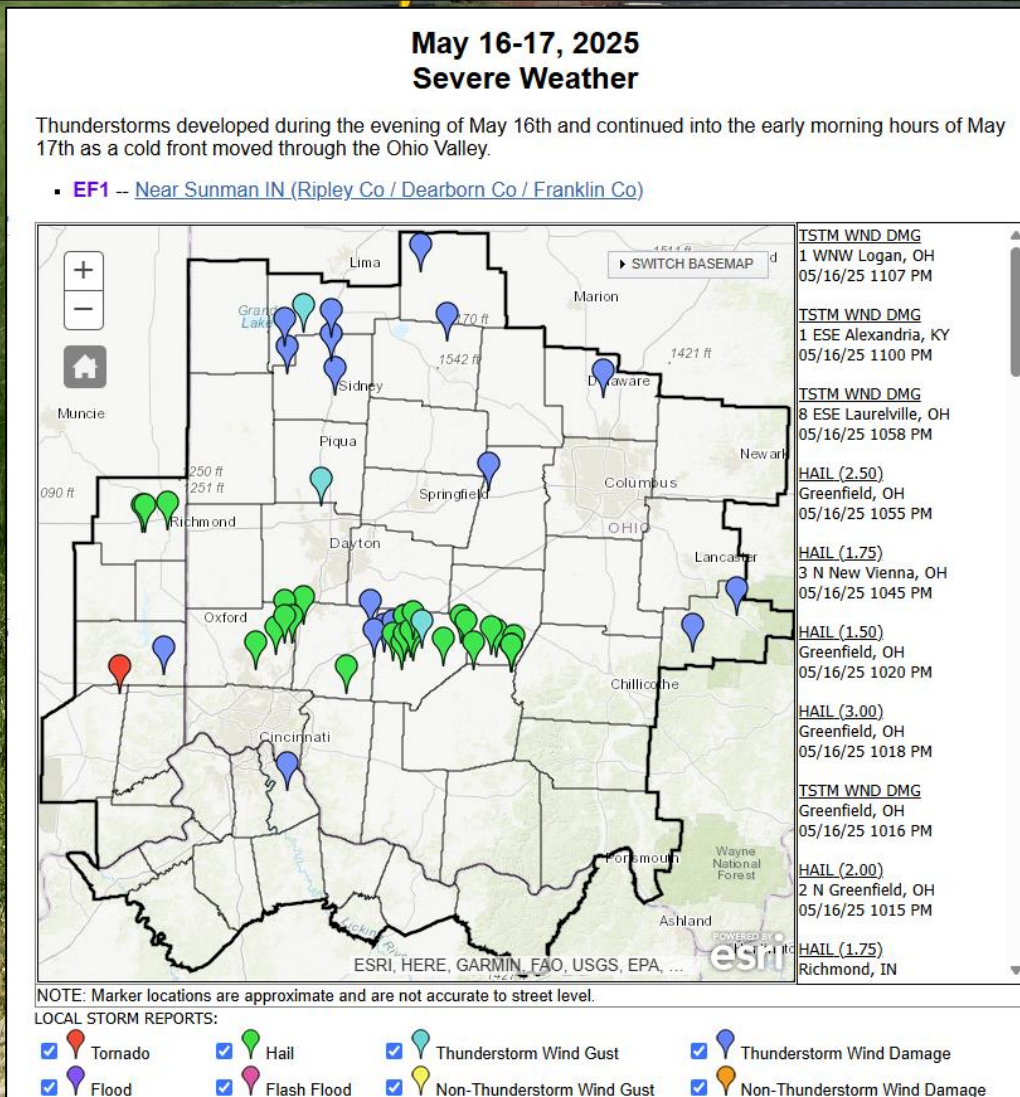 May 16-17, 2025
Severe Weather
Thunderstorms developed during the evening of May 16th and continued into the early morning hours of May
17th as a cold front moved through the Ohio Valley.
▪ EF1 -- Near Sunman IN (Ripley Co / Dearborn Co / Franklin Co)
+
−
SWITCH BASEMAP
Lima
Marion
Grand
Lake
1542 ft
1421 ft
Sidney
Delaware
Muncie
Piqua
Newark
1250 ft
1251 ft
090 ft
Springfield
Columbus
Richmond
OHIO
Dayton
Lancaster
Oxford
Chillicothe
Cincinnati
Portsmouth
Wayne
National
Forest
Ashland
Licking River
POWERED BY
esri
ESRI, HERE, GARMIN, FAO, USGS, EPA, ...
TSTM WND DMG
1 WNW Logan, OH
05/16/25 1107 PM
TSTM WND DMG
1 ESE Alexandria, KY
05/16/25 1100 PM
TSTM WND DMG
8 ESE Laurelville, OH
05/16/25 1058 PM
HAIL (2.50)
Greenfield, OH
05/16/25 1055 PM
HAIL (1.75)
3 N New Vienna, OH
05/16/25 1045 PM
HAIL (1.50)
Greenfield, OH
05/16/25 1020 PM
HAIL (3.00)
Greenfield, OH
05/16/25 1018 PM
TSTM WND DMG
Greenfield, OH
05/16/25 1016 PM
HAIL (2.00)
2 N Greenfield, OH
05/16/25 1015 PM
HAIL (1.75)
Richmond, IN
NOTE: Marker locations are approximate and are not accurate to street level.
LOCAL STORM REPORTS:
Tornado Hail Thunderstorm Wind Gust Thunderstorm Wind Damage
Flood Flash Flood Non-Thunderstorm Wind Gust Non-Thunderstorm Wind Damage